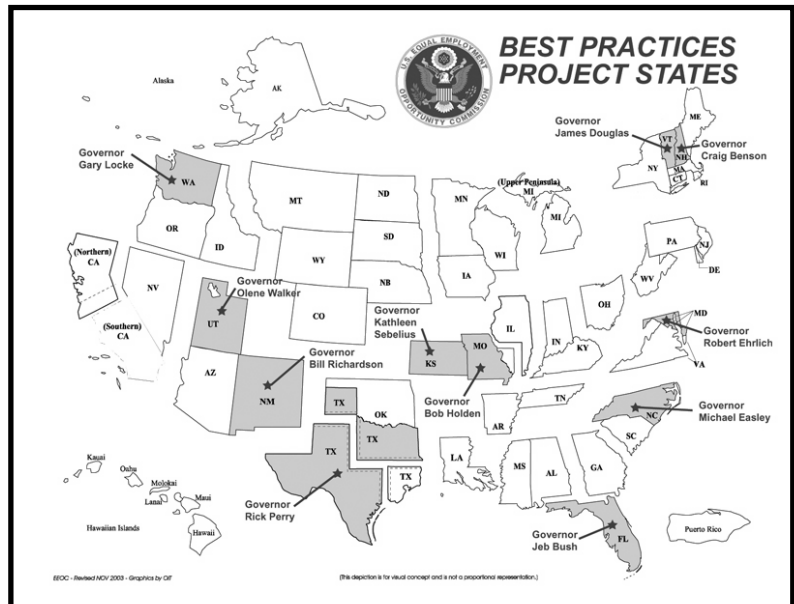 BEST PRACTICES
PROJECT STATES
U.S. EQUAL EMPLOYMENT
OPPORTUNITY COMMISSION
Alaska
AK
Governor
James Douglas
Governor
Craig Benson
ME
VT
NH
NY
MA
CT
RI
Governor
Gary Locke
WA
MT
ND
MN
(Upper Peninsula)
MI
MI
OR
ID
SD
WI
PA
NJ
(Northern)
CA
WY
IA
DE
NV
NB
WV
Governor
Olene Walker
OH
UT
CO
Governor
Kathleen
Sebelius
IL
IN
MD
(Southern)
CA
MO
Governor
Robert Ehrlich
KS
KY
VA
AZ
Governor
Bill Richardson
NM
Governor
Bob Holden
TN
TX
OK
AR
NC
Governor
Michael Easley
TX
TX
SC
LA
MS
AL
GA
TX
Kauai
Oahu
Molokai
Lanai
Maui
Hawaiian Islands
Hawaii
Governor
Rick Perry
Governor
Jeb Bush
FL
Puerto Rico
EEOC - Revised NOV 2003 - Graphics by OIT
(This depiction is for visual concept and is not a proportional representation.)